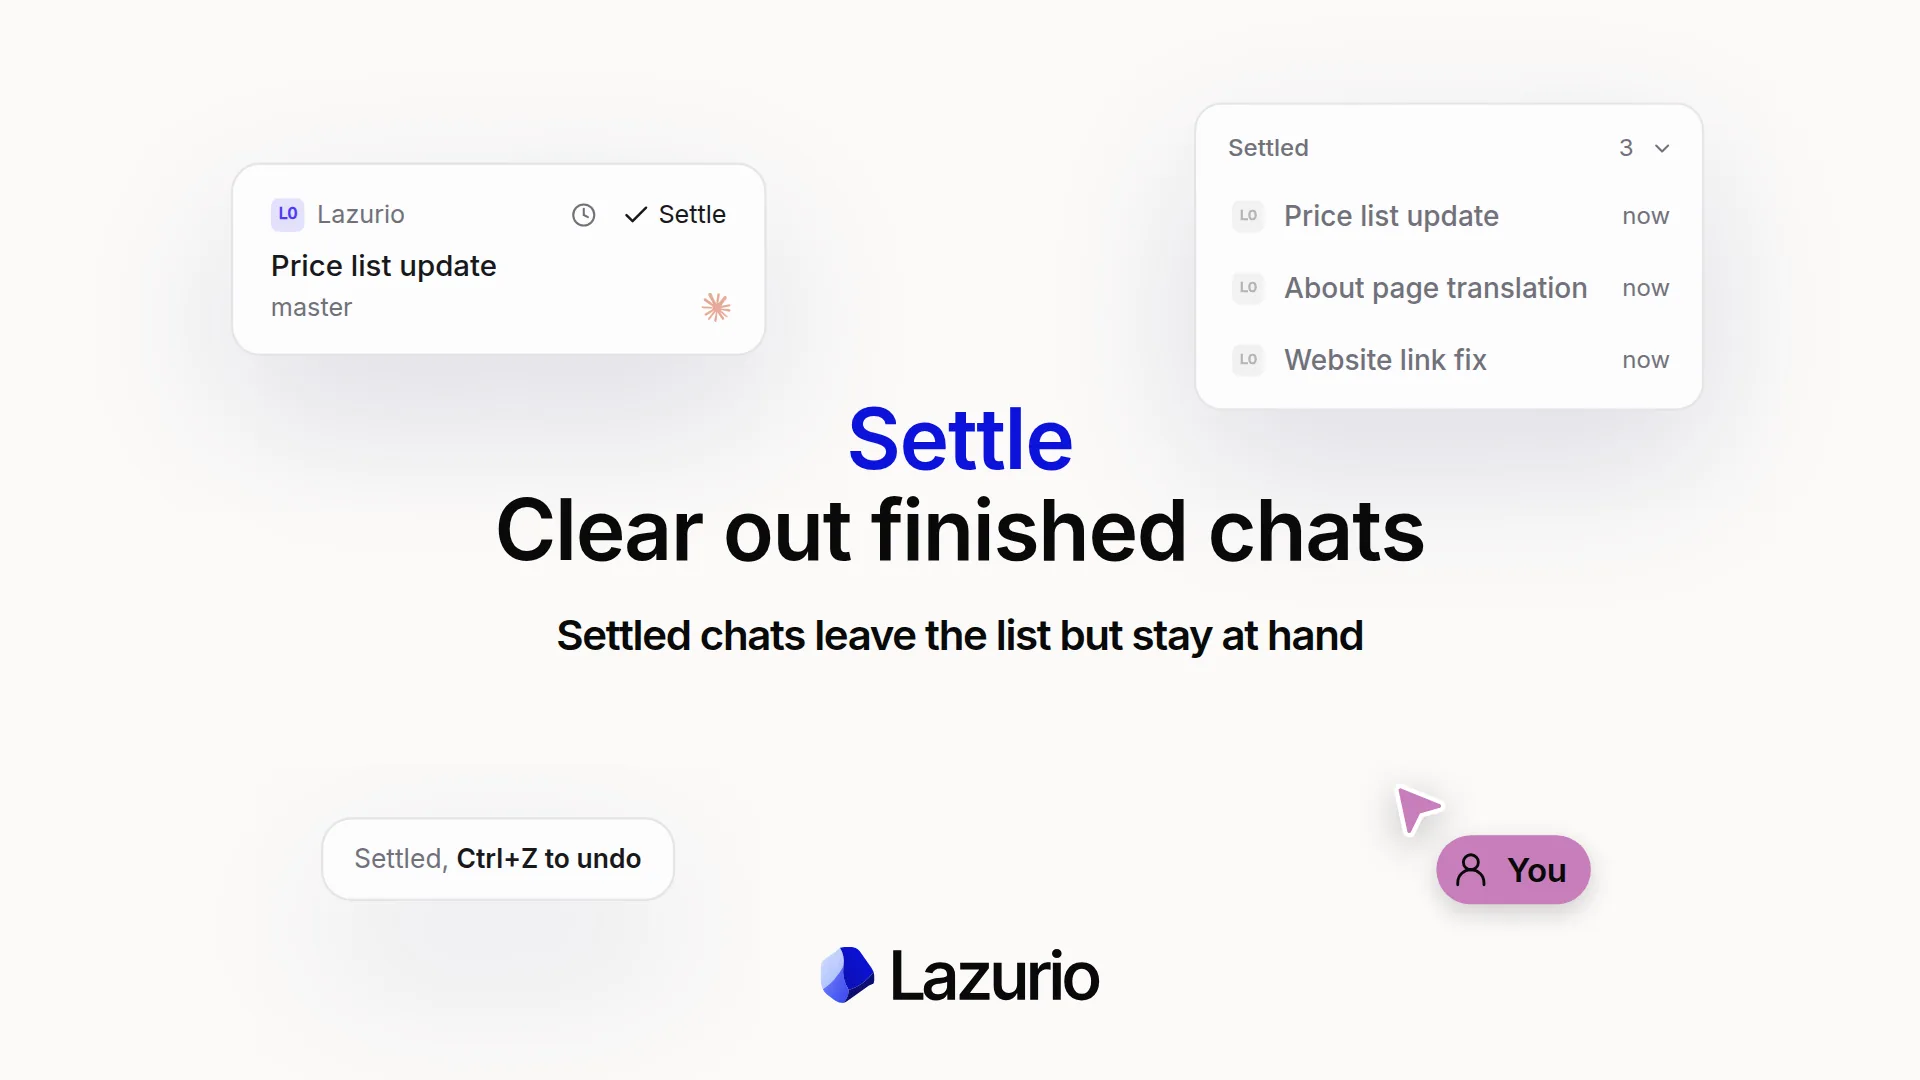 LO Lazurio Settle
Price list update
master
Settled 3
LO Price list update now
LO About page translation now
LO Website link fix now
Settle
Clear out finished chats
Settled chats leave the list but stay at hand
Settled, Ctrl+Z to undo
You
Lazurio